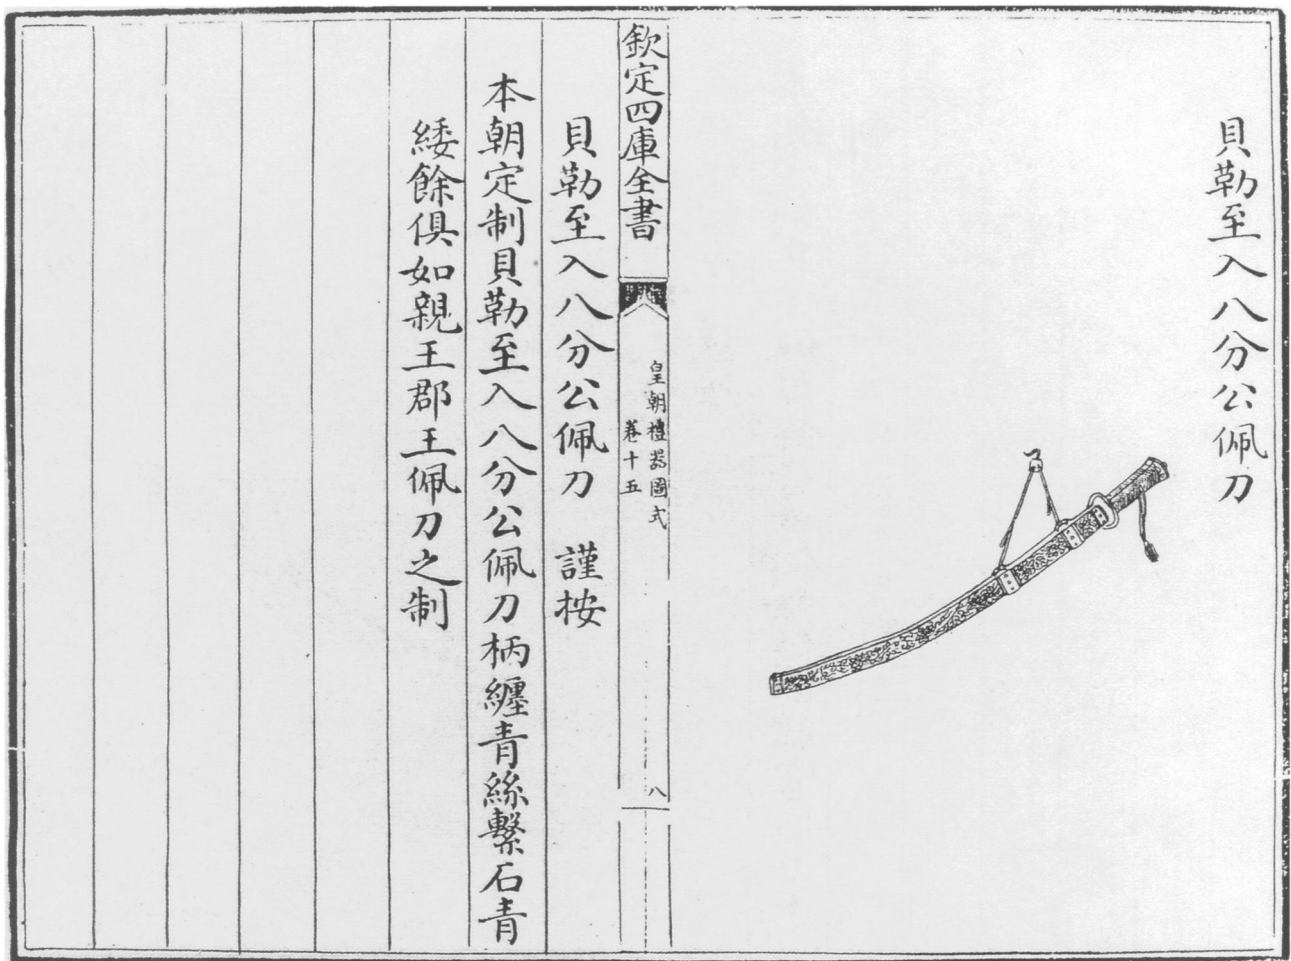 貝勒至入八分公佩刀
欽定四庫全書
皇朝禮器圖式
卷十五
八
貝勒至入八分公佩刀　謹按
本朝定制貝勒至入八分公佩刀柄纏青絲繫石青
緌餘俱如親王郡王佩刀之制